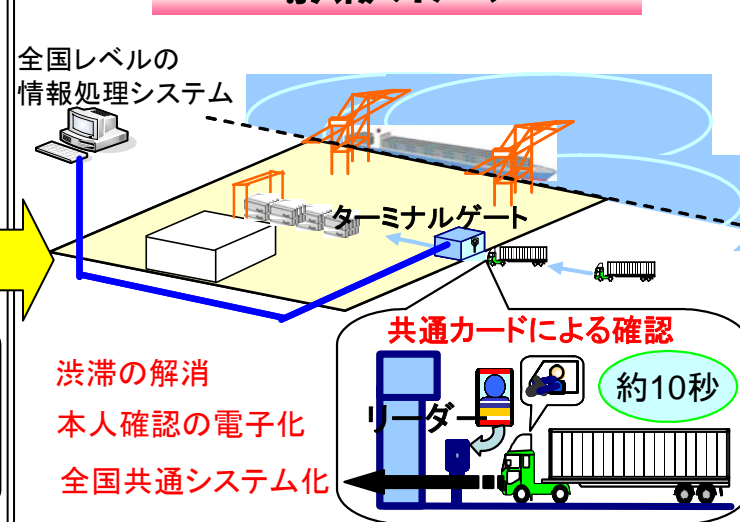 全国レベルの
情報処理システム
ターミナルゲート
共通カードによる確認
約10秒
リーダー
渋滞の解消
本人確認の電子化
全国共通システム化